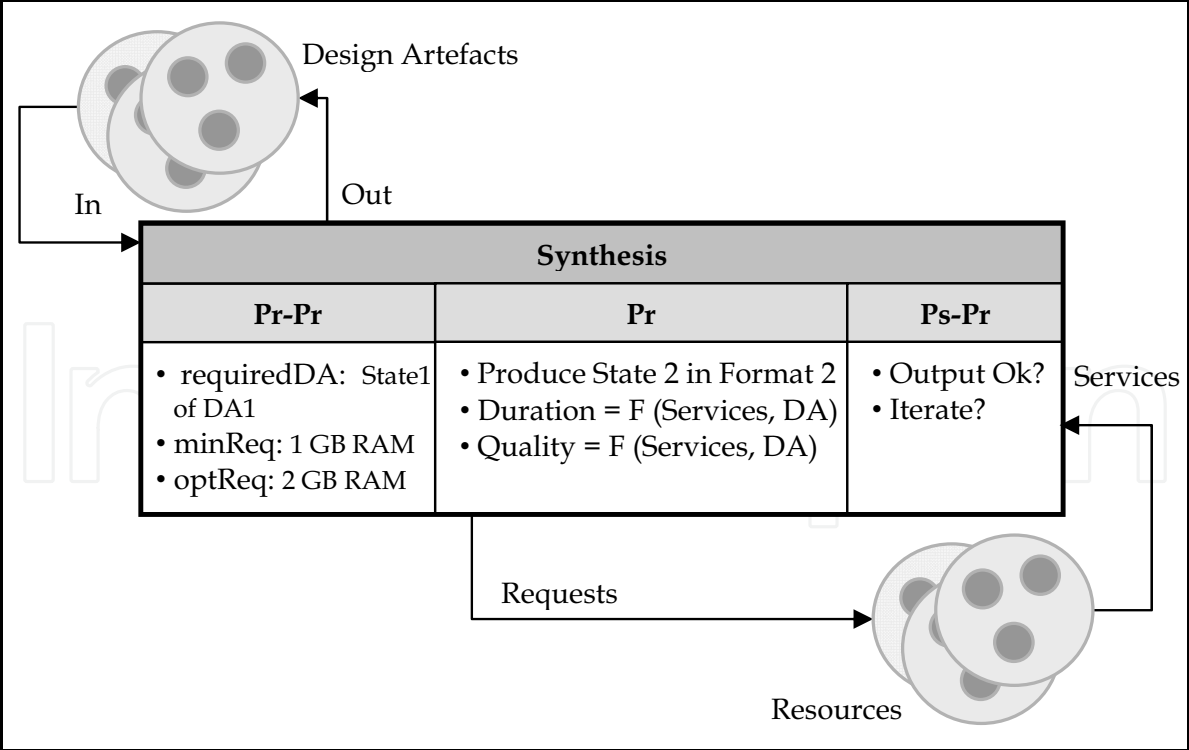 Design Artefacts
In
Out
Synthesis
Pr-Pr
Pr
Ps-Pr
• requiredDA: State1
of DA1
• minReq: 1 GB RAM
• optReq: 2 GB RAM
• Produce State 2 in Format 2
• Duration = F (Services, DA)
• Quality = F (Services, DA)
• Output Ok?
• Iterate?
Services
Requests
Resources